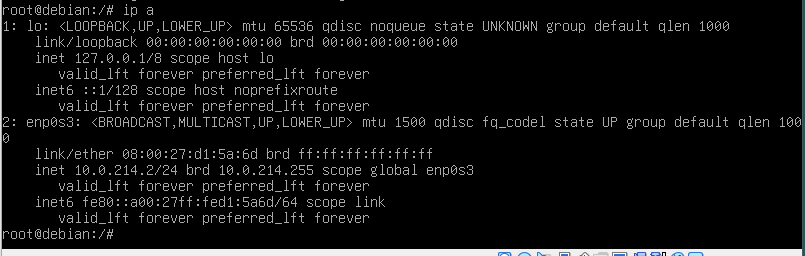 root@debian:/# ip a
1: lo: <LOOPBACK,UP,LOWER_UP> mtu 65536 qdisc noqueue state UNKNOWN group default qlen 1000
    link/loopback 00:00:00:00:00:00 brd 00:00:00:00:00:00
    inet 127.0.0.1/8 scope host lo
       valid_lft forever preferred_lft forever
    inet6 ::1/128 scope host noprefixroute
       valid_lft forever preferred_lft forever
2: enp0s3: <BROADCAST,MULTICAST,UP,LOWER_UP> mtu 1500 qdisc fq_codel state UP group default qlen 100
0
    link/ether 08:00:27:d1:5a:6d brd ff:ff:ff:ff:ff:ff
    inet 10.0.214.2/24 brd 10.0.214.255 scope global enp0s3
       valid_lft forever preferred_lft forever
    inet6 fe80::a00:27ff:fed1:5a6d/64 scope link
       valid_lft forever preferred_lft forever
root@debian:/#